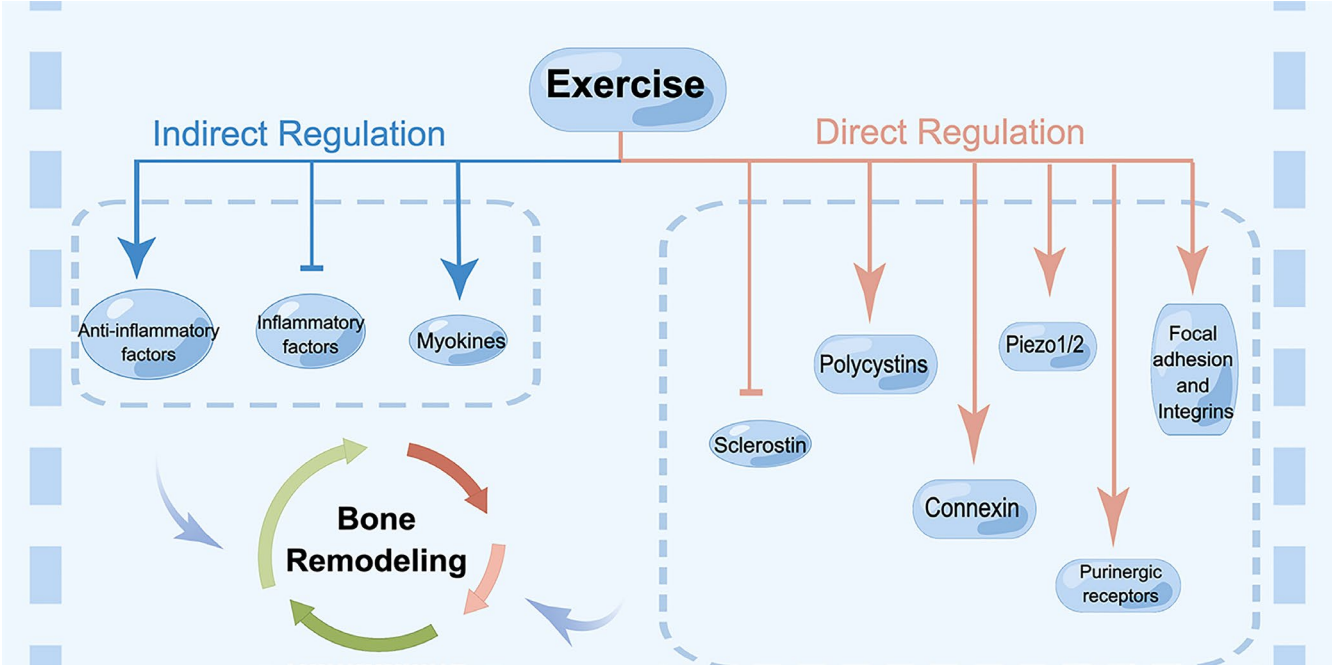 Exercise
Indirect Regulation
Direct Regulation
Anti-inflammatory
factors
Inflammatory
factors
Myokines
Sclerostin
Polycystins
Connexin
Piezo1/2
Purinergic
receptors
Focal
adhesion
and
Integrins
Bone
Remodeling